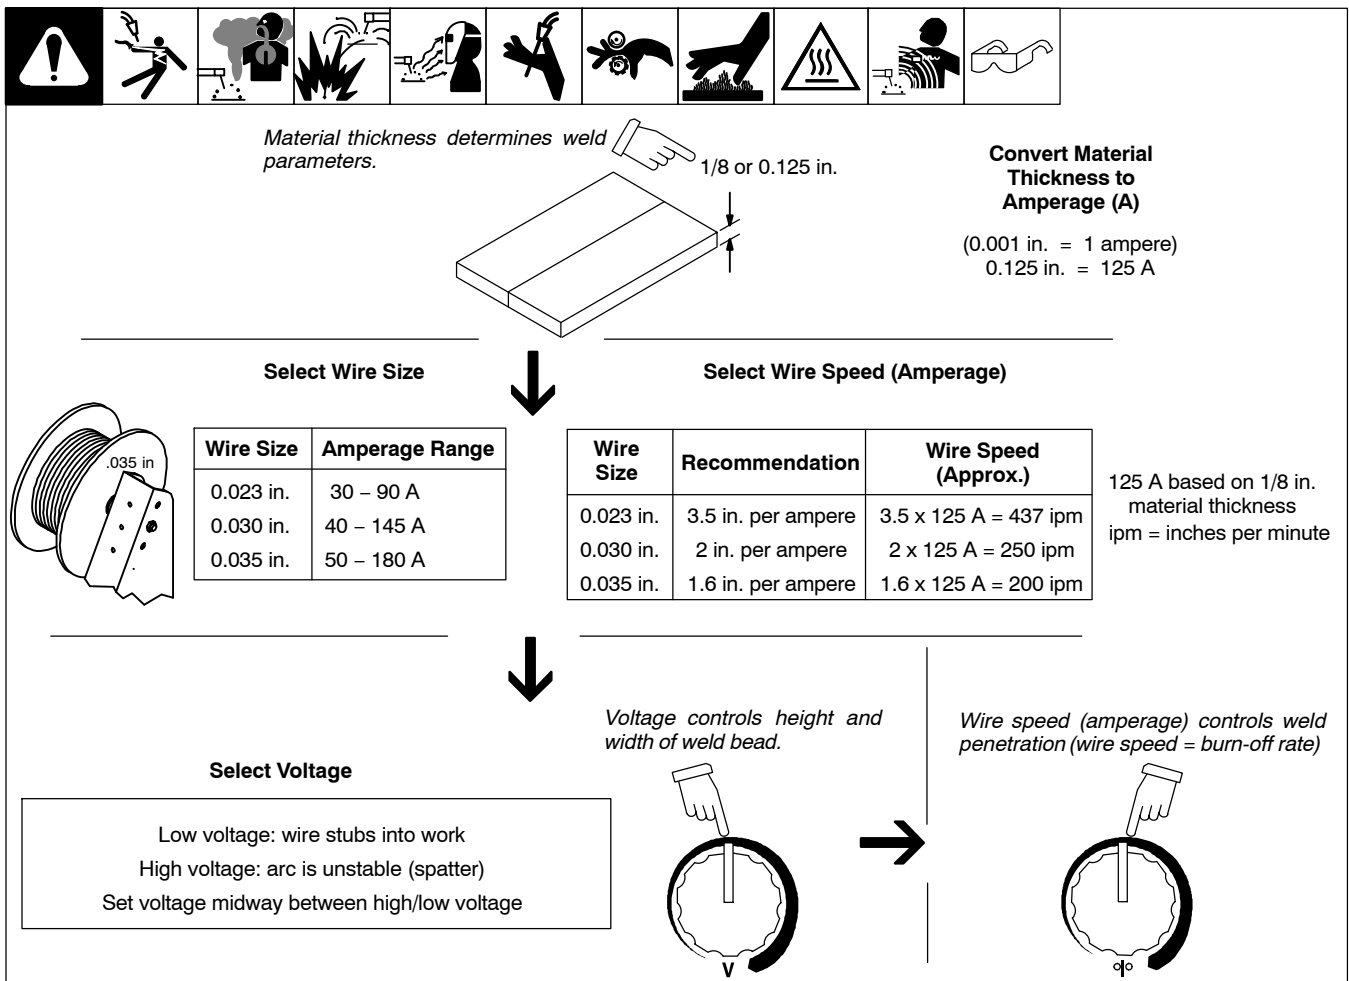 Material thickness determines weld
parameters.
1/8 or 0.125 in.
Convert Material
Thickness to
Amperage (A)
(0.001 in. = 1 ampere)
0.125 in. = 125 A
Select Wire Size
.035 in
Wire Size Amperage Range
0.023 in. 30 – 90 A
0.030 in. 40 – 145 A
0.035 in. 50 – 180 A
Select Wire Speed (Amperage)
Wire
Size
Recommendation
Wire Speed
(Approx.)
0.023 in. 3.5 in. per ampere 3.5 x 125 A = 437 ipm
0.030 in. 2 in. per ampere 2 x 125 A = 250 ipm
0.035 in. 1.6 in. per ampere 1.6 x 125 A = 200 ipm
125 A based on 1/8 in.
material thickness
ipm = inches per minute
Select Voltage
Low voltage: wire stubs into work
High voltage: arc is unstable (spatter)
Set voltage midway between high/low voltage
Voltage controls height and
width of weld bead.
V
Wire speed (amperage) controls weld
penetration (wire speed = burn-off rate)